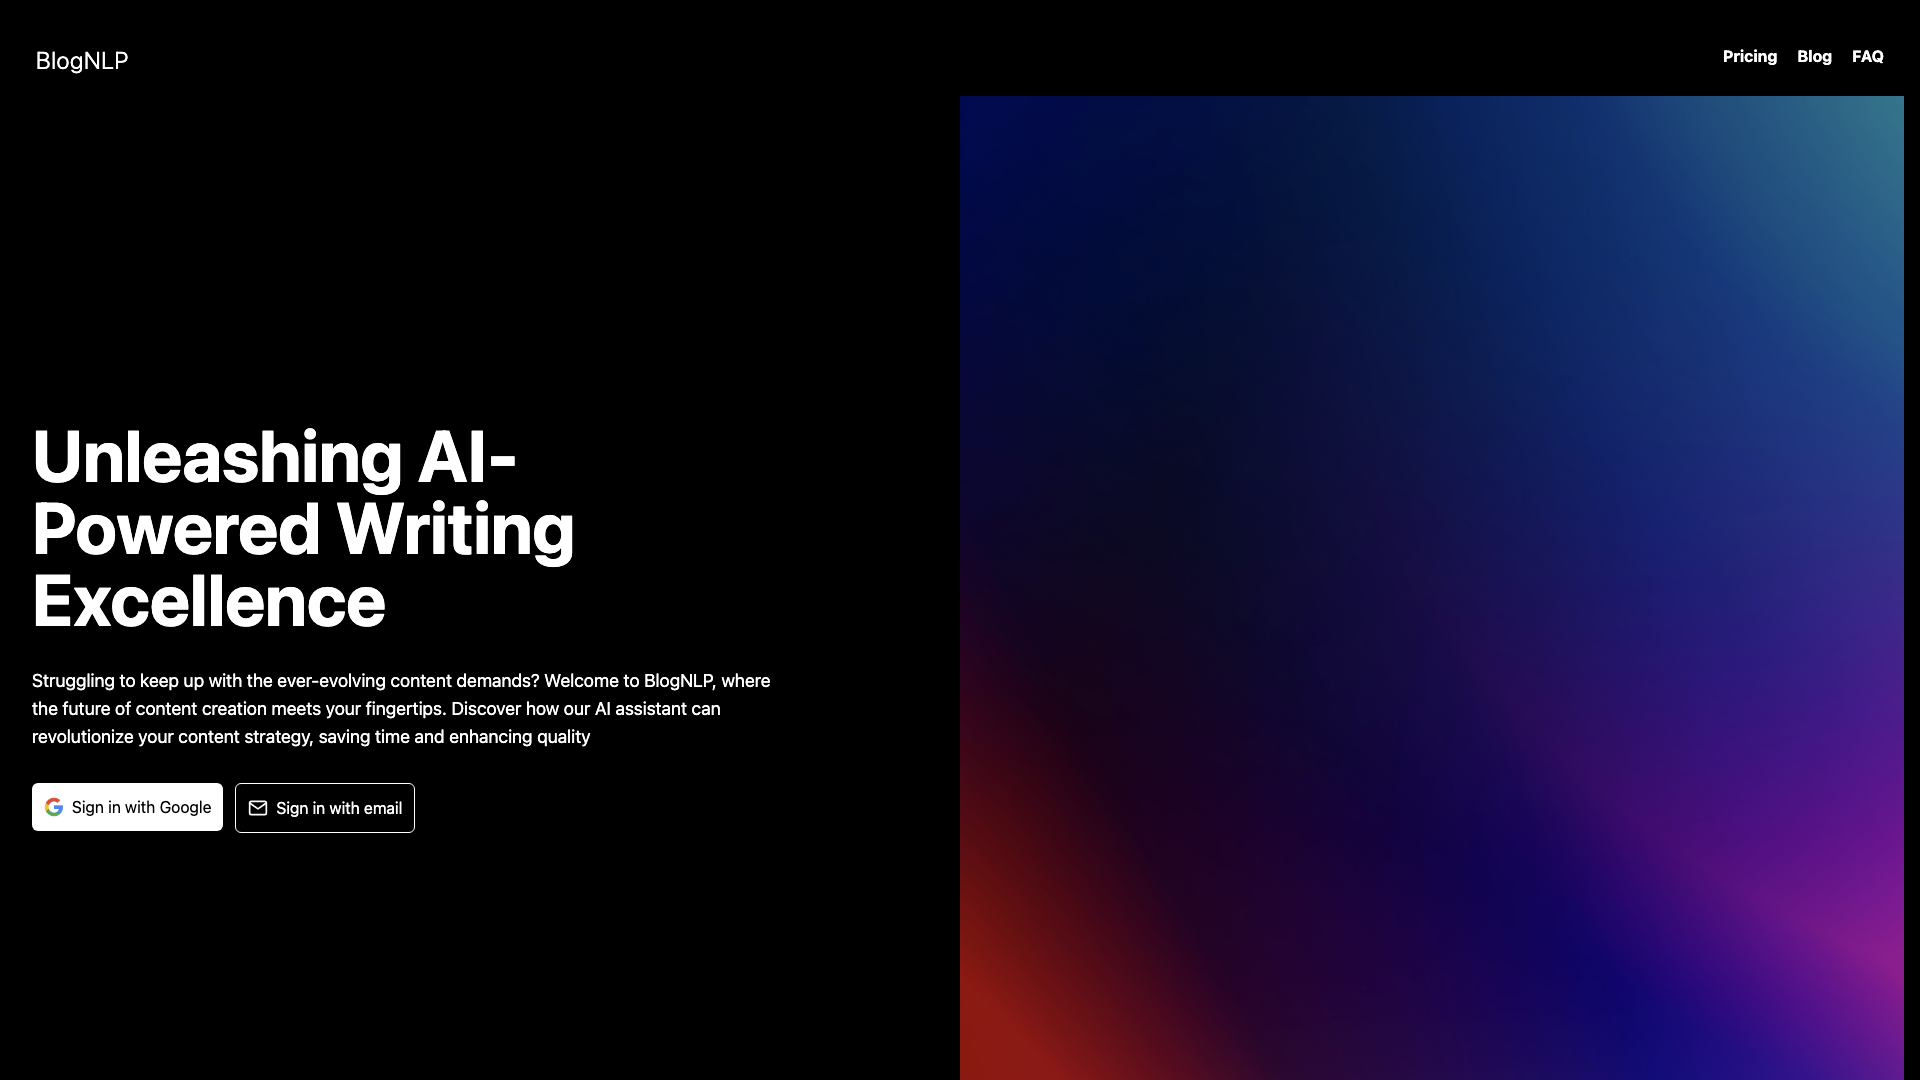 BlogNLP
Pricing Blog FAQ
Unleashing AI-
Powered Writing
Excellence
Struggling to keep up with the ever-evolving content demands? Welcome to BlogNLP, where
the future of content creation meets your fingertips. Discover how our AI assistant can
revolutionize your content strategy, saving time and enhancing quality
Sign in with Google
Sign in with email